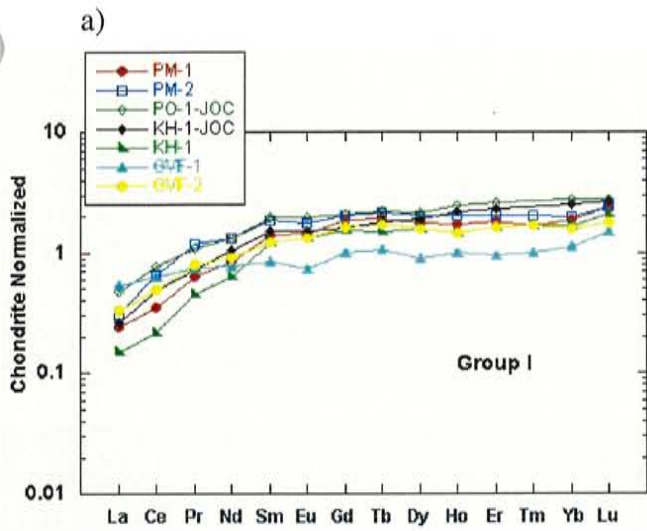 a)
PM-1
PM-2
PO-1-JOC
KH-1-JOC
KH-1
GVF-1
GVF-2
10
1
0.1
0.01
Chondrite Normalized
Group I
La Ce Pr Nd Sm Eu Gd Tb Dy Ho Er Tm Yb Lu